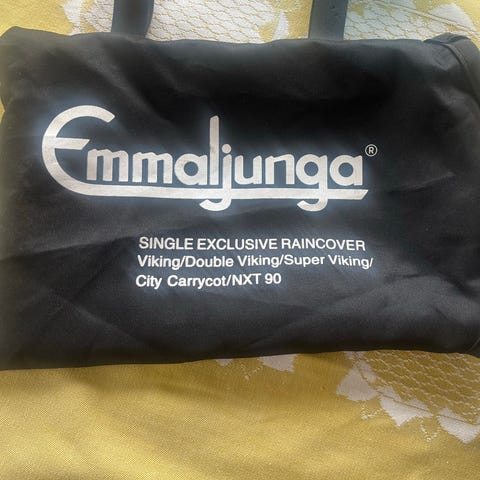 Emmaljunga®
SINGLE EXCLUSIVE RAINCOVER
Viking/Double Viking/Super Viking/
City Carrycot/NXT 90